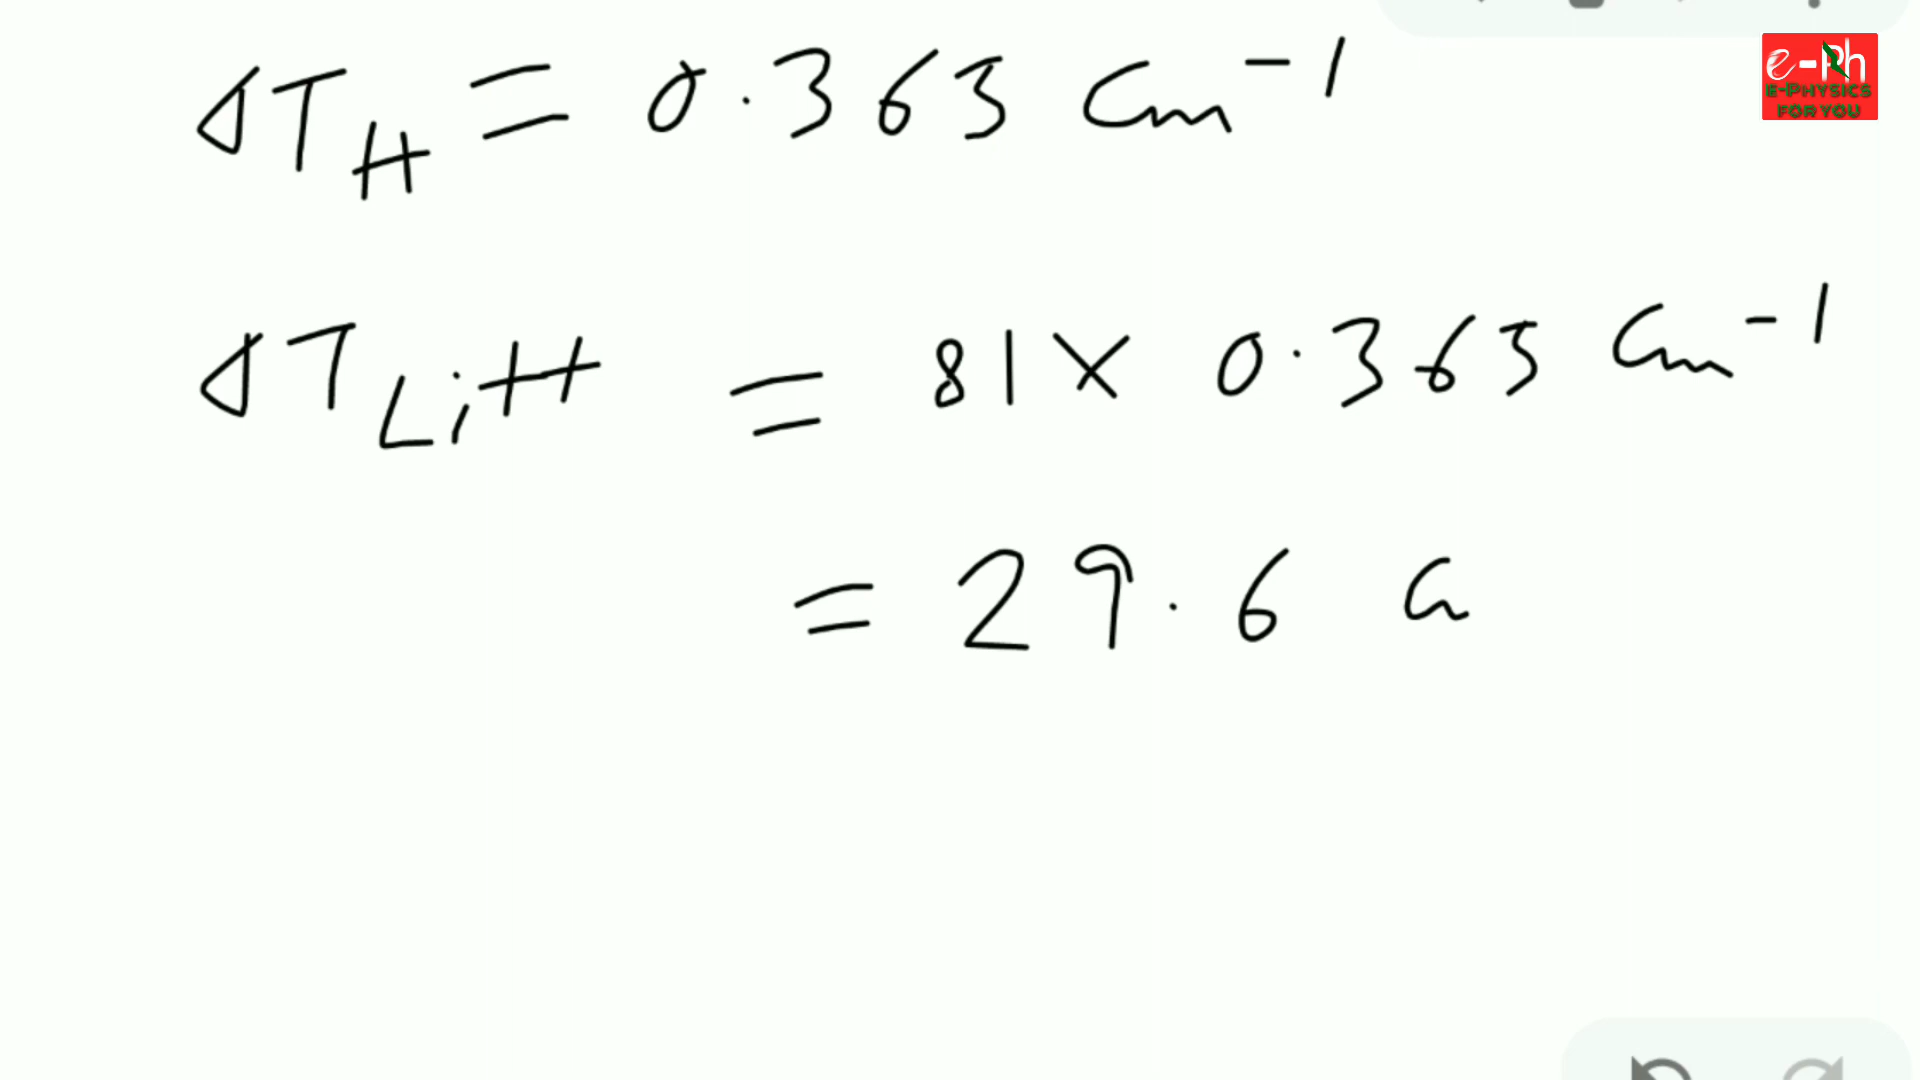 ΔT_H = 0.363 cm⁻¹
e-Ph
E-PHYSICS
FOR YOU
ΔT_Li++ = 81 × 0.363 cm⁻¹
= 29.6 c